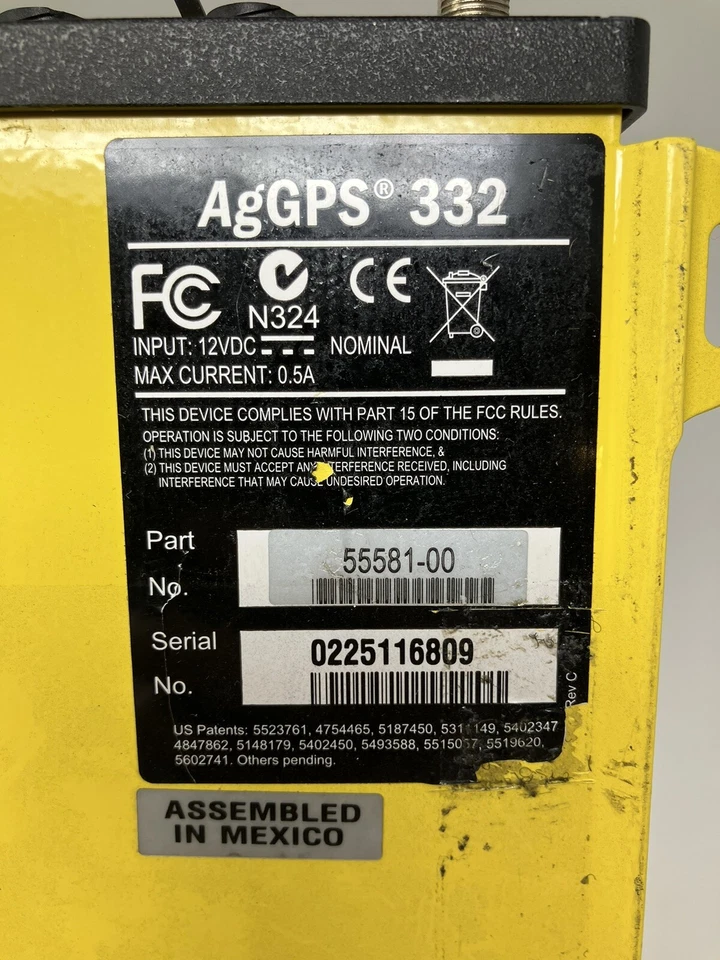 AgGPS® 332
FC CE
N324
INPUT: 12VDC NOMINAL
MAX CURRENT: 0.5A
THIS DEVICE COMPLIES WITH PART 15 OF THE FCC RULES.
OPERATION IS SUBJECT TO THE FOLLOWING TWO CONDITIONS:
(1) THIS DEVICE MAY NOT CAUSE HARMFUL INTERFERENCE, &
(2) THIS DEVICE MUST ACCEPT RECEIVED, INCLUDING
INTERFERENCE THAT MAY CAUSE UNDESIRED OPERATION.
Part
No.
55581-00
Serial
No.
0225116809
Rev C
US Patents: 5523761, 4754465, 5187450, 5402347
4847862, 5148179, 5402450, 5493588, 5519620,
5602741. Others pending.
ASSEMBLED
IN MEXICO